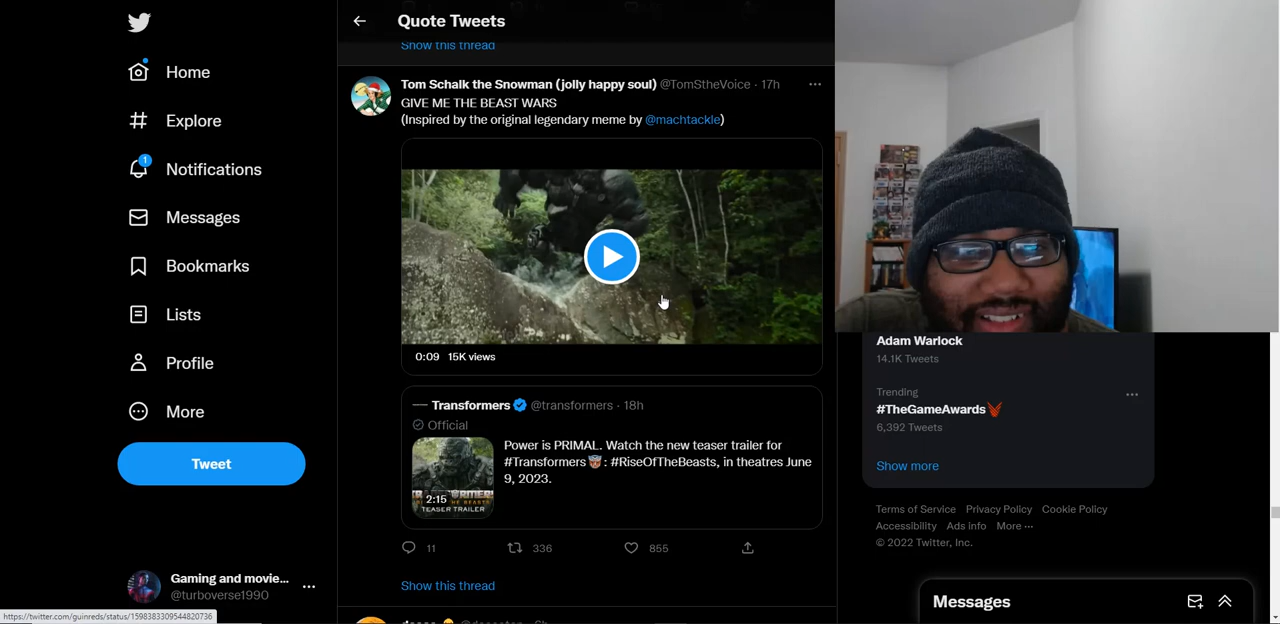 Home
Explore
1
Notifications
Messages
Bookmarks
Lists
Profile
More
Tweet
Gaming and movie...
@turboverse1990
https://twitter.com/guinreds/status/1598383309544820736
Quote Tweets
Show this thread
Tom Schalk the Snowman (jolly happy soul) @TomStheVoice · 17h
GIVE ME THE BEAST WARS
(Inspired by the original legendary meme by @machtackle)
0:09 15K views
Transformers @transformers · 18h
Official
Power is PRIMAL. Watch the new teaser trailer for
#Transformers : #RiseOfTheBeasts, in theatres June
9, 2023.
2:15
TEASER TRAILER
11 336 855
Show this thread
Adam Warlock
14.1K Tweets
Trending
#TheGameAwards
6,392 Tweets
Show more
Terms of Service Privacy Policy Cookie Policy
Accessibility Ads info More ...
© 2022 Twitter, Inc.
Messages